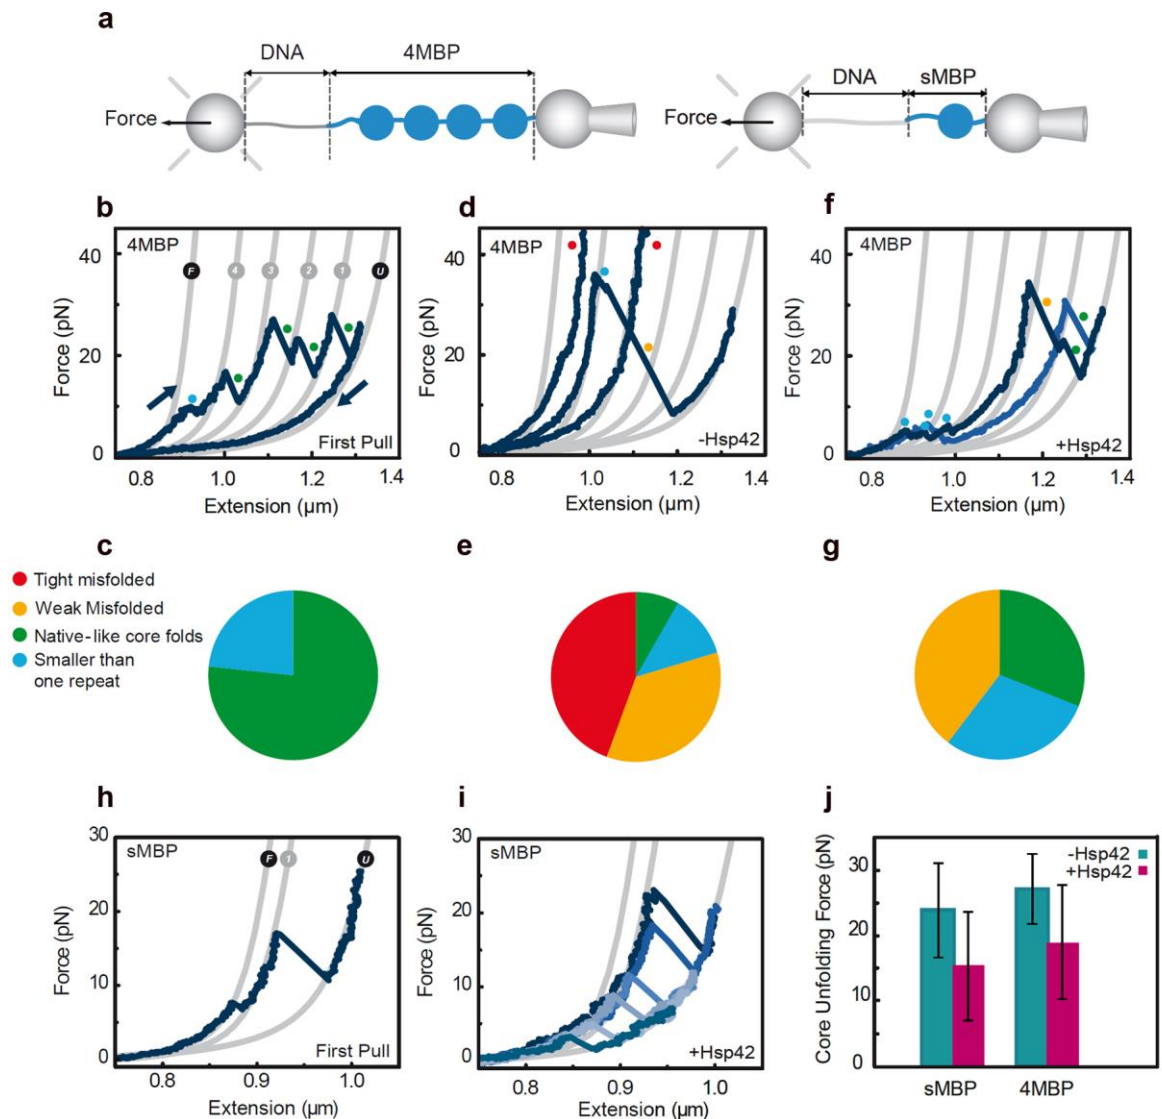 a
DNA
4MBP
Force
DNA
sMBP
Force
b
4MBP
F
4
3
2
1
U
First Pull
Force (pN)
40
20
0
0.8
1.0
1.2
1.4
Extension (µm)
d
4MBP
-Hsp42
Force (pN)
40
20
0
0.8
1.0
1.2
Extension (µm)
f
4MBP
+Hsp42
Force (pN)
40
20
0
0.8
1.0
1.2
1.4
Extension (µm)
Tight misfolded
Weak Misfolded
Native-like core folds
Smaller than
one repeat
c
e
g
h
sMBP
F
1
U
First Pull
Force (pN)
30
20
10
0
0.8
0.9
1.0
Extension (µm)
i
sMBP
+Hsp42
Force (pN)
30
20
10
0
0.8
0.9
1.0
Extension (µm)
j
-Hsp42
+Hsp42
Core Unfolding Force (pN)
30
20
10
0
sMBP
4MBP